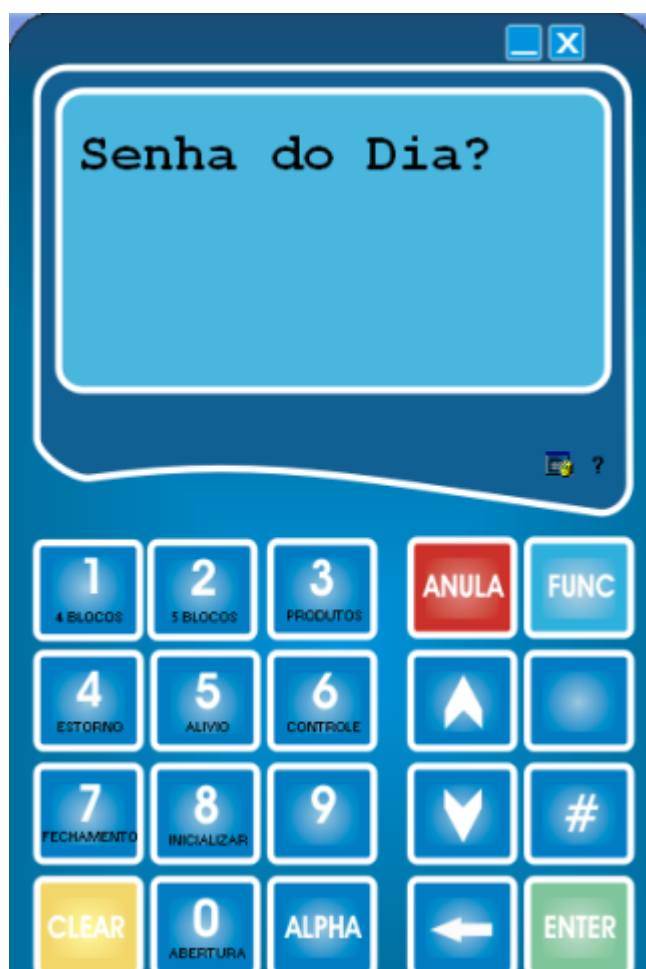 Senha do Dia?
?
1 2 3 ANULA FUNC
4 BLOCOS 5 BLOCOS PRODUTOS
4 5 6
ESTORNO ALIVIO CONTROLE
7 8 9 #
FECHAMENTO INICIALIZAR
CLEAR 0 ALPHA ENTER
ABERTURA